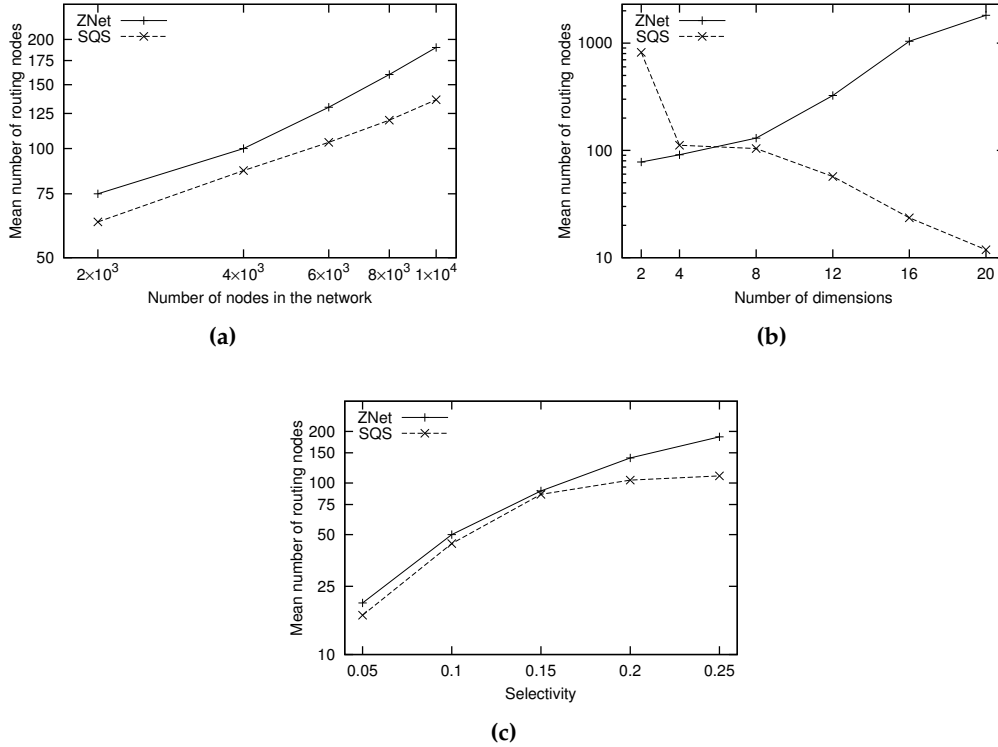 ZNet
SQS
200
175
150
125
100
75
50
Mean number of routing nodes
2×10³ 4×10³ 6×10³ 8×10³ 1×10⁴
Number of nodes in the network
(a)
ZNet
SQS
1000
100
10
Mean number of routing nodes
2 4 8 12 16 20
Number of dimensions
(b)
ZNet
SQS
200
150
100
75
50
25
10
Mean number of routing nodes
0.05 0.1 0.15 0.2 0.25
Selectivity
(c)